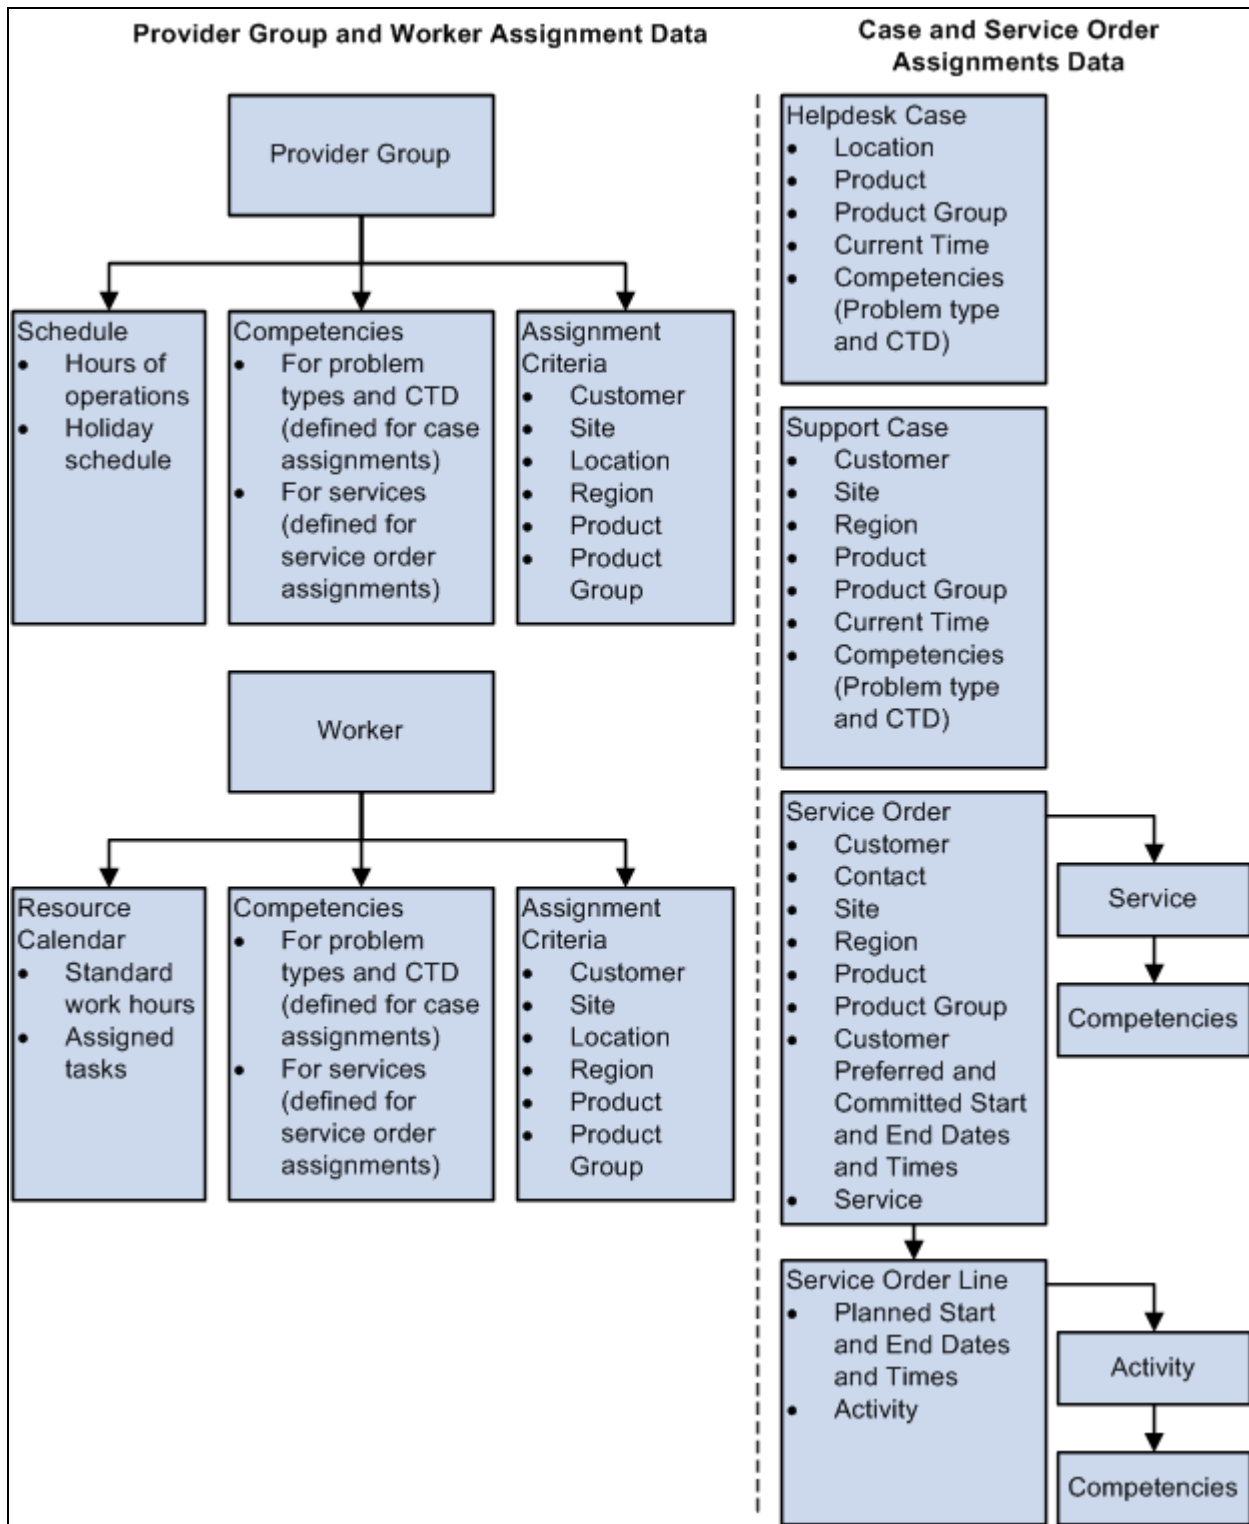 Provider Group and Worker Assignment Data
Case and Service Order
Assignments Data
Provider Group
Schedule
• Hours of
operations
• Holiday
schedule
Competencies
• For problem
types and CTD
(defined for case
assignments)
• For services
(defined for
service order
assignments)
Assignment
Criteria
• Customer
• Site
• Location
• Region
• Product
• Product
Group
Worker
Resource
Calendar
• Standard
work hours
• Assigned
tasks
Competencies
• For problem
types and CTD
(defined for case
assignments)
• For services
(defined for
service order
assignments)
Assignment
Criteria
• Customer
• Site
• Location
• Region
• Product
• Product
Group
Helpdesk Case
• Location
• Product
• Product Group
• Current Time
• Competencies
(Problem type
and CTD)
Support Case
• Customer
• Site
• Region
• Product
• Product Group
• Current Time
• Competencies
(Problem type
and CTD)
Service Order
• Customer
• Contact
• Site
• Region
• Product
• Product Group
• Customer
Preferred and
Committed Start
and End Dates
and Times
• Service
Service
Competencies
Service Order Line
• Planned Start
and End Dates
and Times
• Activity
Activity
Competencies